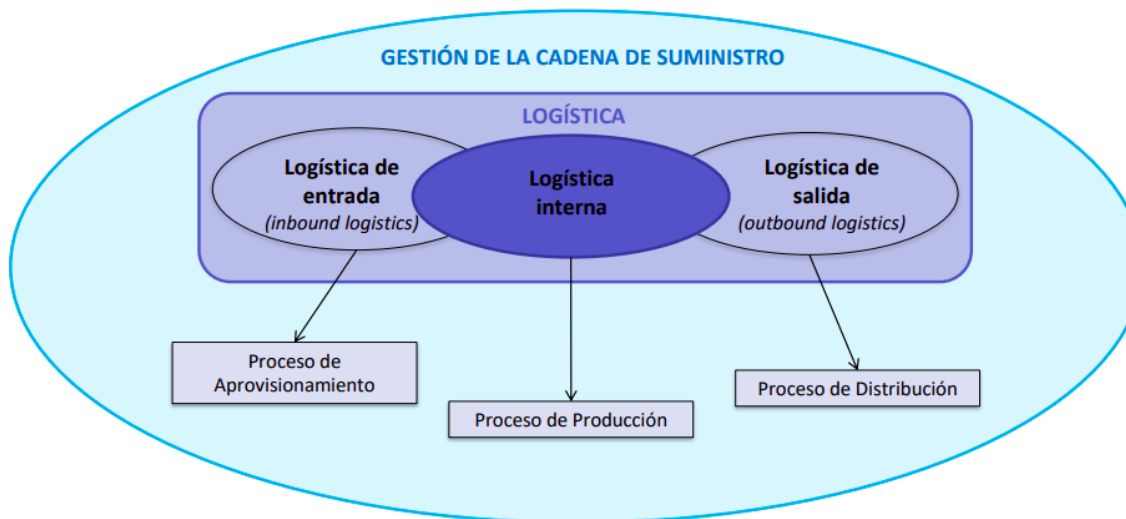 GESTIÓN DE LA CADENA DE SUMINISTRO
LOGÍSTICA
Logística de
entrada
(inbound logistics)
Logística
interna
Logística de
salida
(outbound logistics)
Proceso de
Aprovisionamiento
Proceso de Producción
Proceso de Distribución